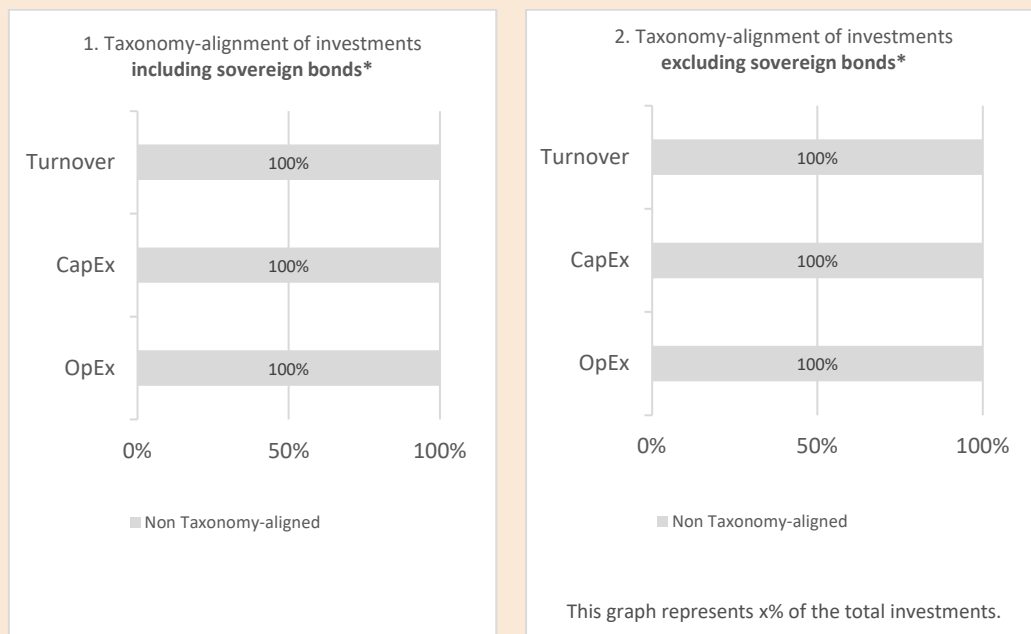 1. Taxonomy-alignment of investments
including sovereign bonds*
Turnover
100%
CapEx
100%
OpEx
100%
0% 50% 100%
Non Taxonomy-aligned
2. Taxonomy-alignment of investments
excluding sovereign bonds*
Turnover
100%
CapEx
100%
OpEx
100%
0% 50% 100%
Non Taxonomy-aligned
This graph represents x% of the total investments.